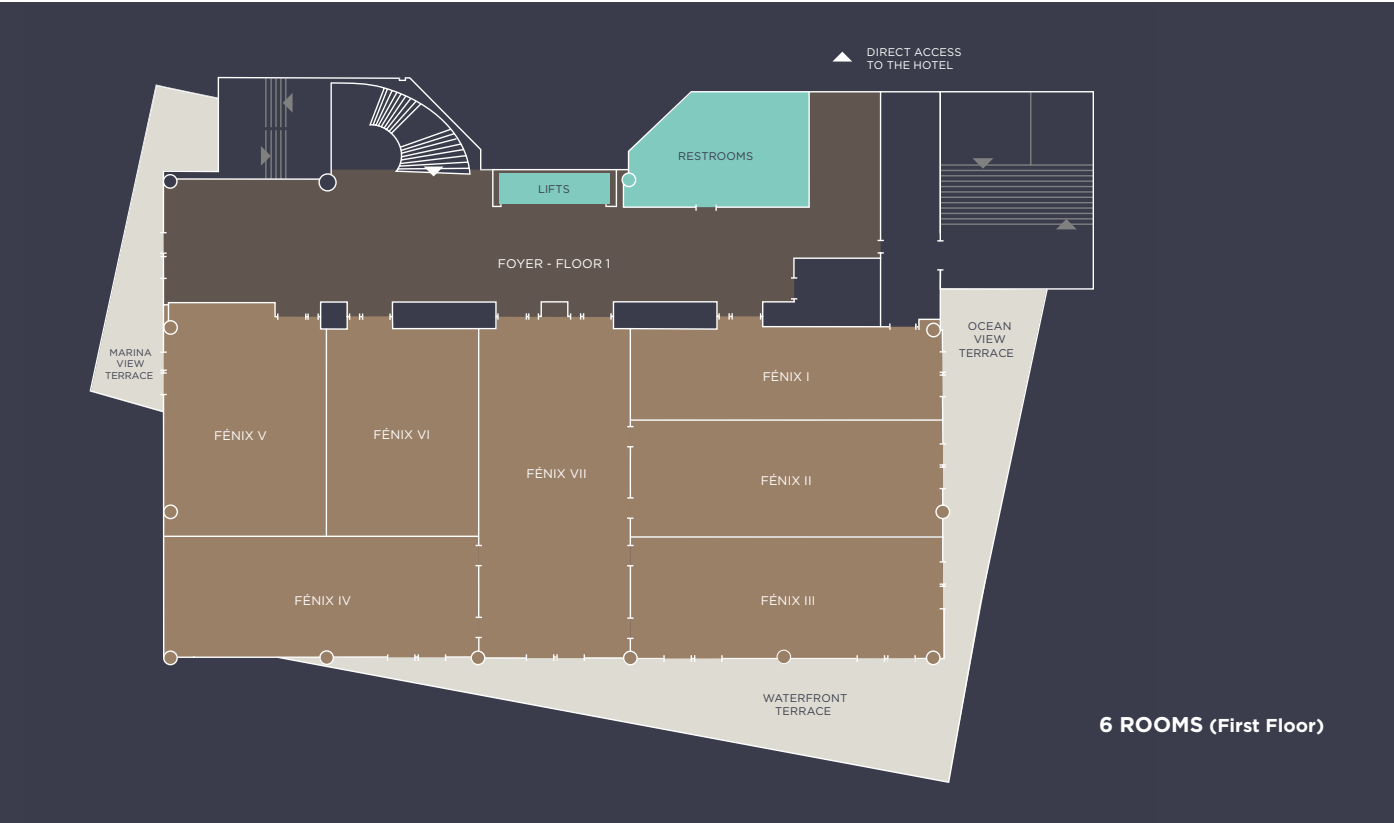 DIRECT ACCESS
TO THE HOTEL
RESTROOMS
LIFTS
FOYER - FLOOR 1
OCEAN
VIEW
TERRACE
MARINA
VIEW
TERRACE
FÉNIX I
FÉNIX V
FÉNIX VI
FÉNIX VII
FÉNIX II
FÉNIX IV
FÉNIX III
WATERFRONT
TERRACE
6 ROOMS (First Floor)